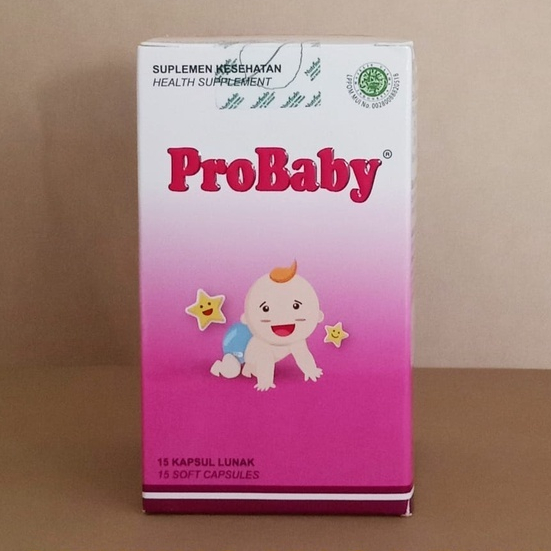 SUPLEMEN KESEHATAN
HEALTH SUPPLEMENT
ProBaby®
15 KAPSUL LUNAK
15 SOFT CAPSULES